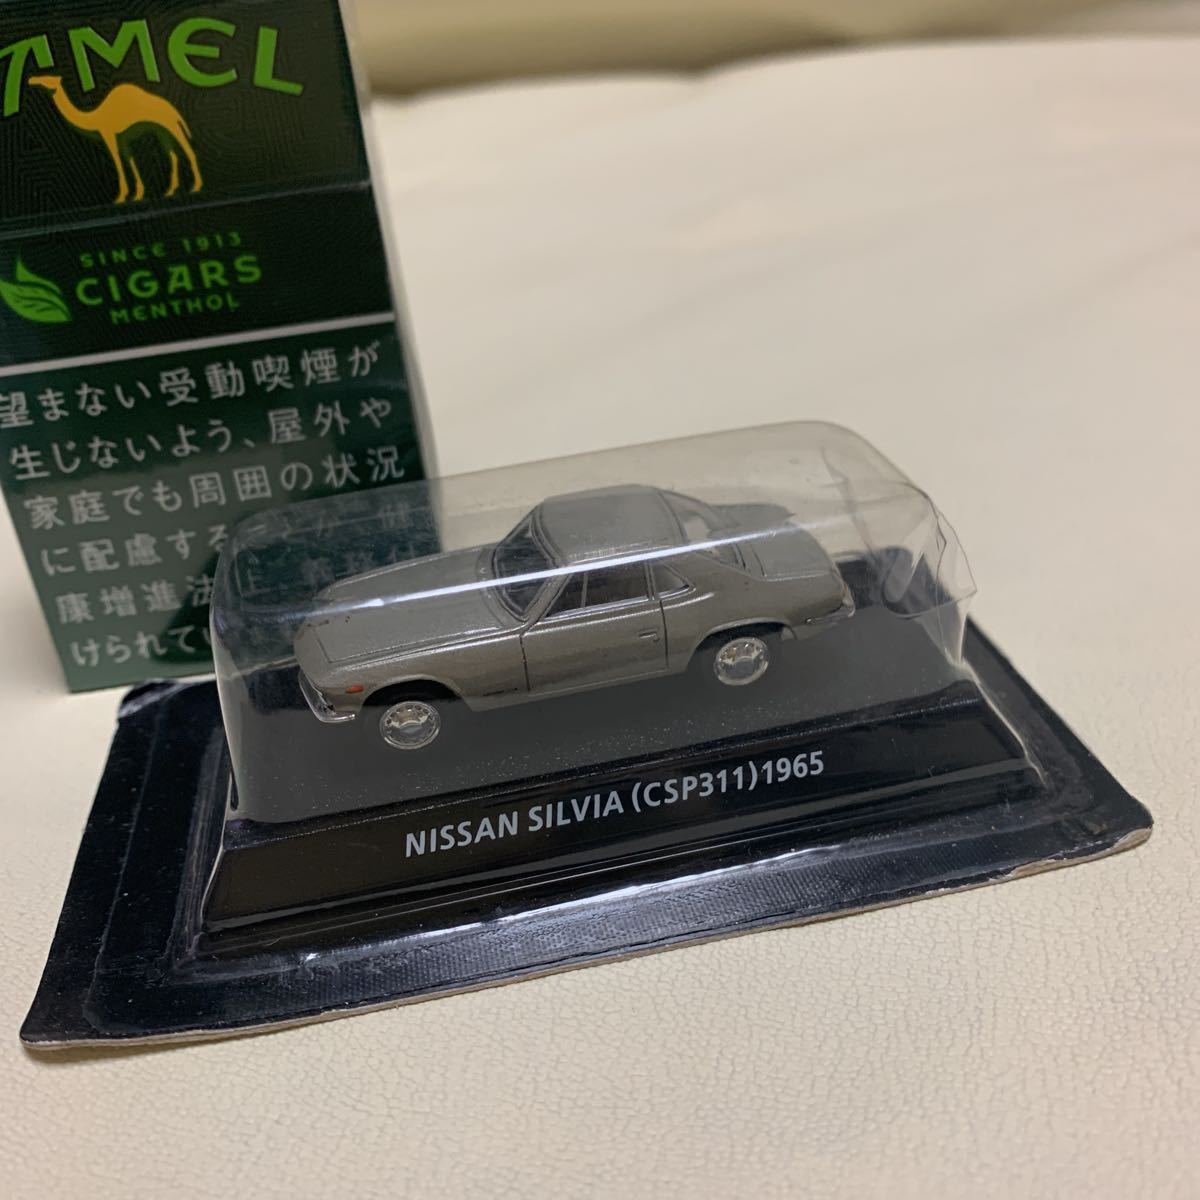 AMEL
SINCE 1913
CIGARS
MENTHOL
望まない受動喫煙が
生じないよう、屋外や
家庭でも周囲の状況
に配慮する
康増進法
けられてい
NISSAN SILVIA (CSP311) 1965